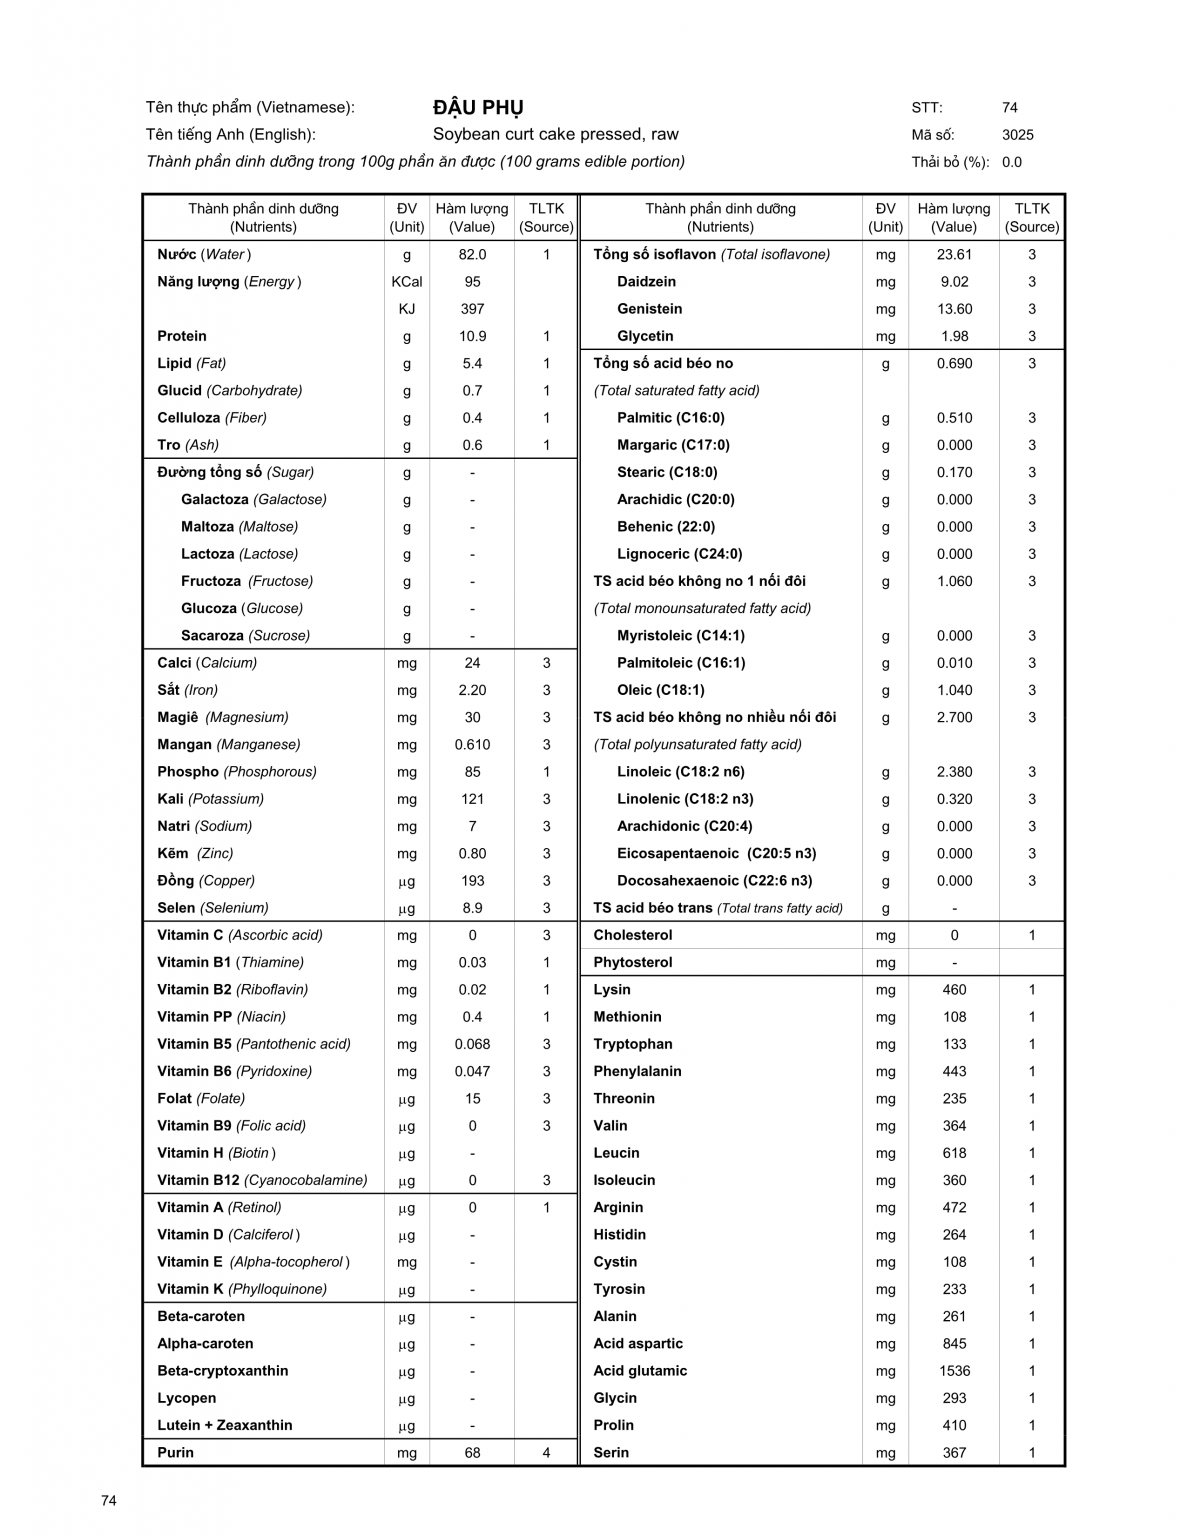 Tên thực phẩm (Vietnamese): ĐẬU PHỤ STT: 74
Tên tiếng Anh (English): Soybean curt cake pressed, raw Mã số: 3025
Thành phần dinh dưỡng trong 100g phần ăn được (100 grams edible portion) Thải bỏ (%): 0.0
Thành phần dinh dưỡng ĐV Hàm lượng TLTK
(Nutrients) (Unit) (Value) (Source)
Nước (Water) g 82.0 1
Năng lượng (Energy) KCal 95
KJ 397
Protein g 10.9 1
Lipid (Fat) g 5.4 1
Glucid (Carbohydrate) g 0.7 1
Celluloza (Fiber) g 0.4 1
Tro (Ash) g 0.6 1
Đường tổng số (Sugar) g -
Galactoza (Galactose) g -
Maltoza (Maltose) g -
Lactoza (Lactose) g -
Fructoza (Fructose) g -
Glucoza (Glucose) g -
Sacaroza (Sucrose) g -
Calci (Calcium) mg 24 3
Sắt (Iron) mg 2.20 3
Magiê (Magnesium) mg 30 3
Mangan (Manganese) mg 0.610 3
Phospho (Phosphorous) mg 85 1
Kali (Potassium) mg 121 3
Natri (Sodium) mg 7 3
Kẽm (Zinc) mg 0.80 3
Đồng (Copper) μg 193 3
Selen (Selenium) μg 8.9 3
Vitamin C (Ascorbic acid) mg 0 3
Vitamin B1 (Thiamine) mg 0.03 1
Vitamin B2 (Riboflavin) mg 0.02 1
Vitamin PP (Niacin) mg 0.4 1
Vitamin B5 (Pantothenic acid) mg 0.068 3
Vitamin B6 (Pyridoxine) mg 0.047 3
Folat (Folate) μg 15 3
Vitamin B9 (Folic acid) μg 0 3
Vitamin H (Biotin) μg -
Vitamin B12 (Cyanocobalamine) μg 0 3
Vitamin A (Retinol) μg 0 1
Vitamin D (Calciferol) μg -
Vitamin E (Alpha-tocopherol) mg -
Vitamin K (Phylloquinone) μg -
Beta-caroten μg -
Alpha-caroten μg -
Beta-cryptoxanthin μg -
Lycopen μg -
Lutein + Zeaxanthin μg -
Purin mg 68 4
Thành phần dinh dưỡng ĐV Hàm lượng TLTK
(Nutrients) (Unit) (Value) (Source)
Tổng số isoflavon (Total isoflavone) mg 23.61 3
Daidzein mg 9.02 3
Genistein mg 13.60 3
Glycetin mg 1.98 3
Tổng số acid béo no g 0.690 3
(Total saturated fatty acid)
Palmitic (C16:0) g 0.510 3
Margaric (C17:0) g 0.000 3
Stearic (C18:0) g 0.170 3
Arachidic (C20:0) g 0.000 3
Behenic (22:0) g 0.000 3
Lignoceric (C24:0) g 0.000 3
TS acid béo không no 1 nối đôi g 1.060 3
(Total monounsaturated fatty acid)
Myristoleic (C14:1) g 0.000 3
Palmitoleic (C16:1) g 0.010 3
Oleic (C18:1) g 1.040 3
TS acid béo không no nhiều nối đôi g 2.700 3
(Total polyunsaturated fatty acid)
Linoleic (C18:2 n6) g 2.380 3
Linolenic (C18:2 n3) g 0.320 3
Arachidonic (C20:4) g 0.000 3
Eicosapentaenoic (C20:5 n3) g 0.000 3
Docosahexaenoic (C22:6 n3) g 0.000 3
TS acid béo trans (Total trans fatty acid) g -
Cholesterol mg 0 1
Phytosterol mg -
Lysin mg 460 1
Methionin mg 108 1
Tryptophan mg 133 1
Phenylalanin mg 443 1
Threonin mg 235 1
Valin mg 364 1
Leucin mg 618 1
Isoleucin mg 360 1
Arginin mg 472 1
Histidin mg 264 1
Cystin mg 108 1
Tyrosin mg 233 1
Alanin mg 261 1
Acid aspartic mg 845 1
Acid glutamic mg 1536 1
Glycin mg 293 1
Prolin mg 410 1
Serin mg 367 1
74